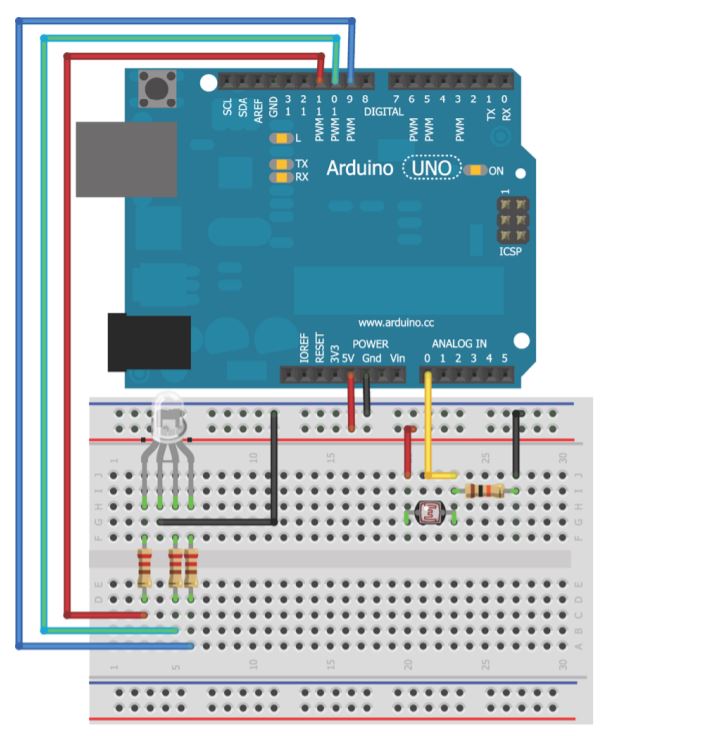 SCL SDA AREF GND 13 12 PWM 11 PWM 10 PWM 9 8 7 PWM 6 PWM 5 4 PWM 3 2 TX 1 RX 0
DIGITAL
L
TX
RX
Arduino UNO ON
1
ICSP
www.arduino.cc
POWER ANALOG IN
IOREF RESET 3V3 5V Gnd Vin 0 1 2 3 4 5
1 10 15 25 30
J J
I I
H H
G G
F F
E E
D D
C C
B B
A A
1 5 10 15 20 25 30